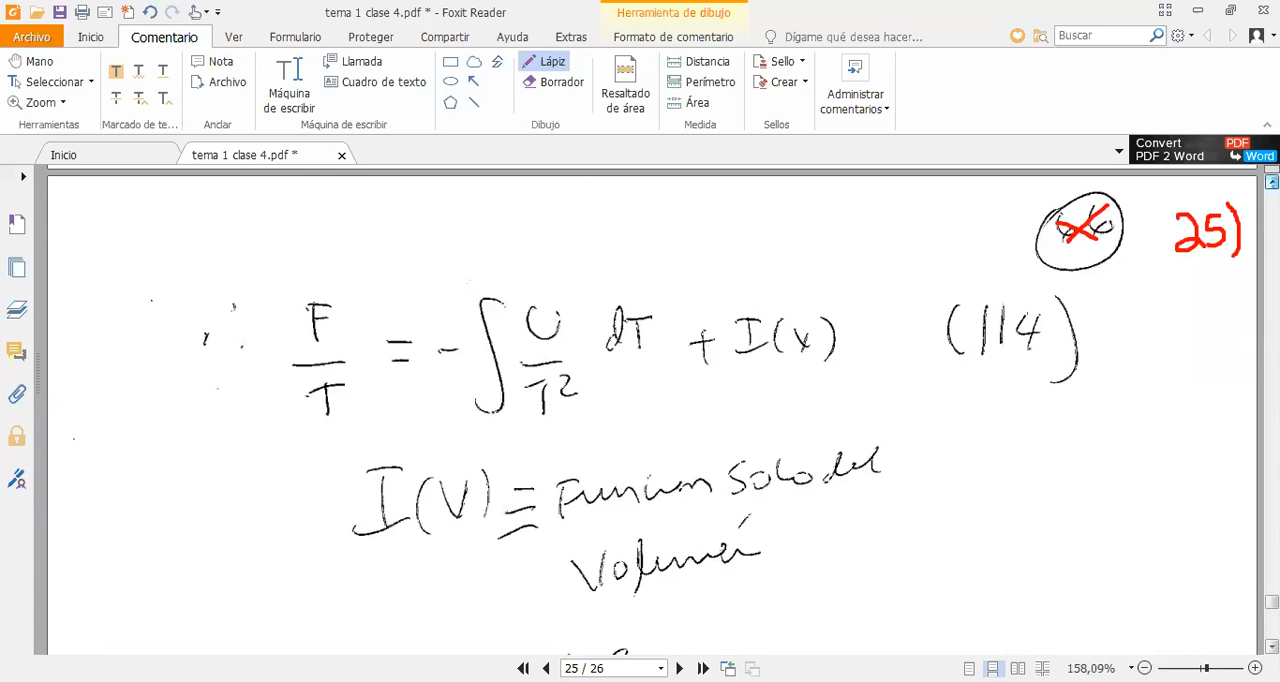 tema 1 clase 4.pdf * - Foxit Reader
Herramienta de dibujo
Archivo
Inicio
Comentario
Ver
Formulario
Proteger
Compartir
Ayuda
Extras
Formato de comentario
Dígame qué desea hacer...
Buscar
Mano
Seleccionar
Zoom
Herramientas
T T T
T T T
Marcado de te...
Nota
Archivo
Anclar
Máquina
de escribir
Llamada
Cuadro de texto
Máquina de escribir
Lápiz
Borrador
Dibujo
Resaltado
de área
Distancia
Perímetro
Área
Medida
Sello
Crear
Sellos
Administrar
comentarios
Inicio
tema 1 clase 4.pdf *
Convert PDF
PDF 2 Word Word
66 25)
∴ F/T = - ∫ U/T² dT + I(v) (114)
I(V) ≡ Funcion Solo del
Volumen
25 / 26
158,09%